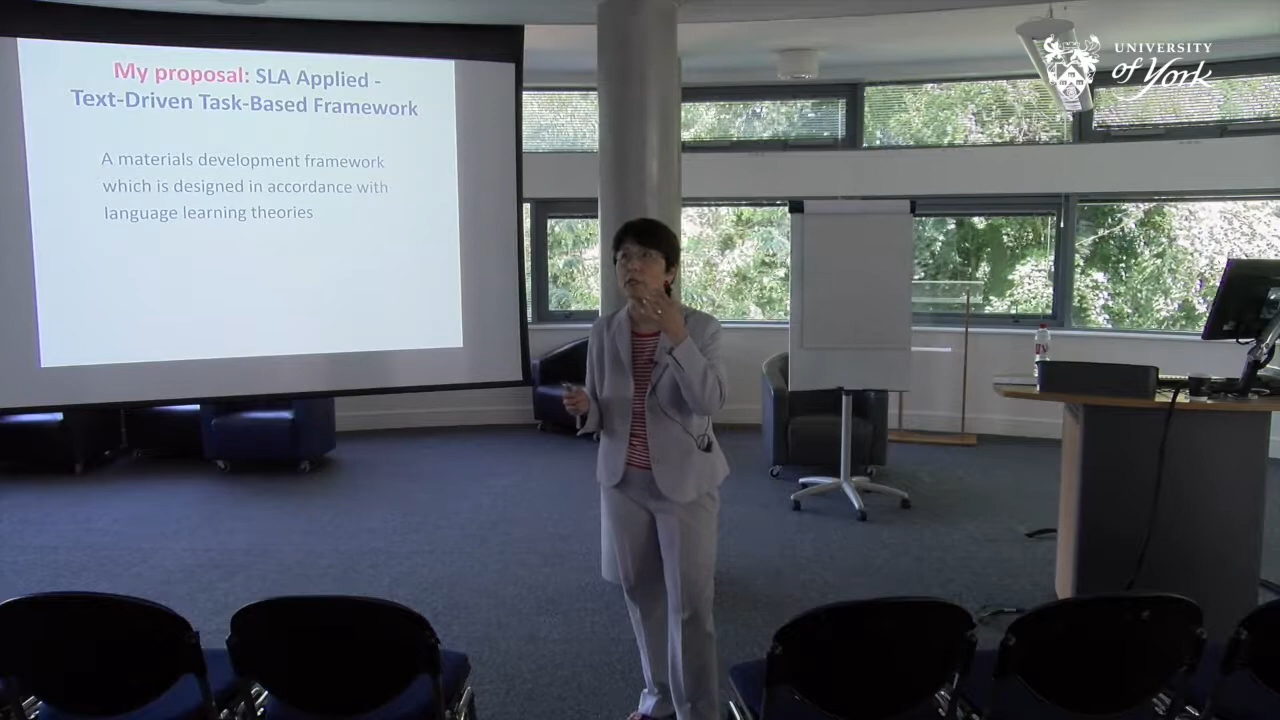 My proposal: SLA Applied -
Text-Driven Task-Based Framework
A materials development framework
which is designed in accordance with
language learning theories
UNIVERSITY
of York